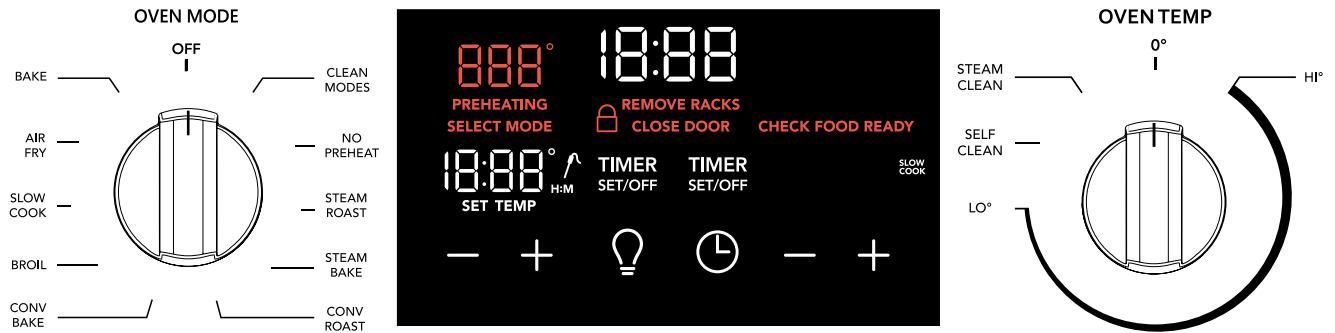 OVEN MODE
OFF
BAKE
AIR
FRY
SLOW
COOK
BROIL
CONV
BAKE
CLEAN
MODES
NO
PREHEAT
STEAM
ROAST
STEAM
BAKE
CONV
ROAST
888°
18:88
PREHEATING
SELECT MODE
REMOVE RACKS
CLOSE DOOR
CHECK FOOD READY
18:88°
H:M
SET TEMP
TIMER
SET/OFF
TIMER
SET/OFF
SLOW
COOK
− +
− +
OVEN TEMP
0°
STEAM
CLEAN
SELF
CLEAN
LO°
HI°